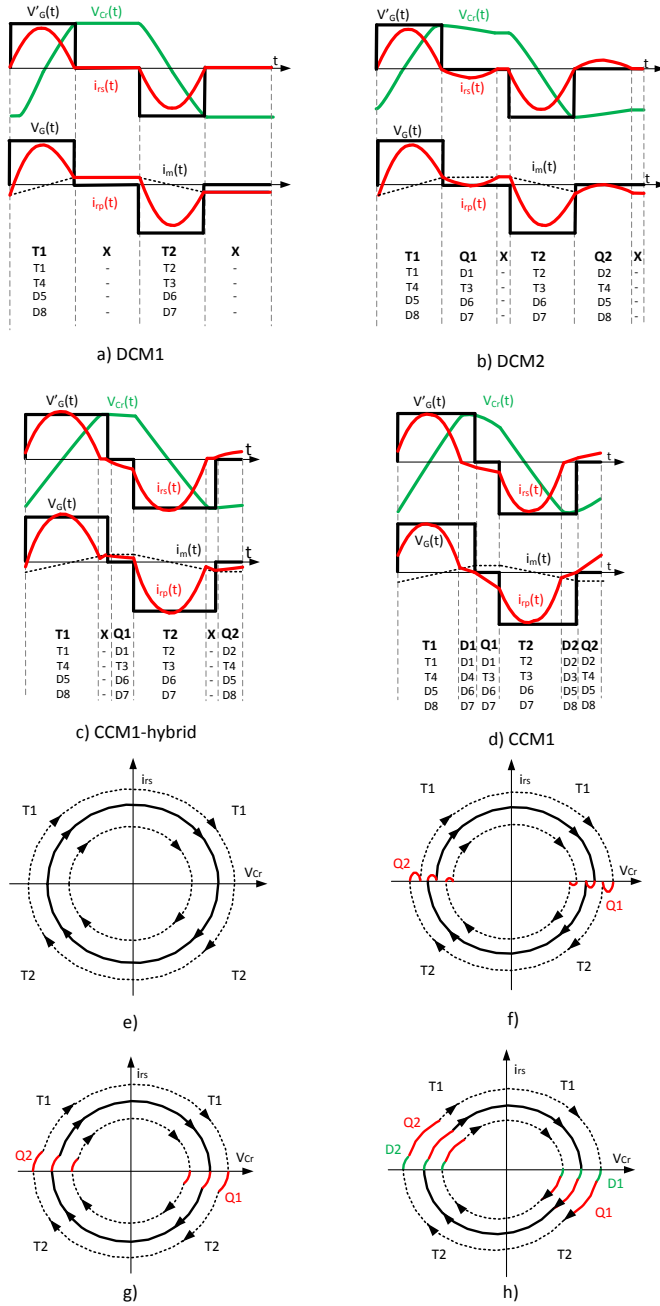 V'G(t) VCr(t)
t
irs(t)
VG(t) im(t)
t
irp(t)
T1 X T2 X
T1 - T2 -
T4 - T3 -
D5 - D6 -
D8 - D7 -
a) DCM1
V'G(t) VCr(t)
t
irs(t)
VG(t) im(t)
t
irp(t)
T1 Q1 X T2 Q2 X
T1 D1 - T2 D2 -
T4 T3 - T3 T4 -
D5 D6 - D6 D5 -
D8 D7 - D7 D8 -
b) DCM2
V'G(t) VCr(t)
t
irs(t)
VG(t) im(t)
t
irp(t)
T1 X Q1 T2 X Q2
T1 - D1 T2 - D2
T4 - T3 T3 - T4
D5 - D6 D6 - D5
D8 - D7 D7 - D8
c) CCM1-hybrid
V'G(t) VCr(t)
t
irs(t)
VG(t) im(t)
t
irp(t)
T1 D1 Q1 T2 D2 Q2
T1 D1 D1 T2 D2 D2
T4 D4 T3 T3 D3 T4
D5 D6 D6 D6 D5 D5
D8 D7 D7 D7 D8 D8
d) CCM1
irs
T1 T1
VCr
T2 T2
e)
irs
T1 T1
Q2 VCr
Q1
T2 T2
f)
irs
T1 T1
Q2 VCr
Q1
T2 T2
g)
irs
T1 T1
Q2
D2 VCr
D1
Q1
T2 T2
h)